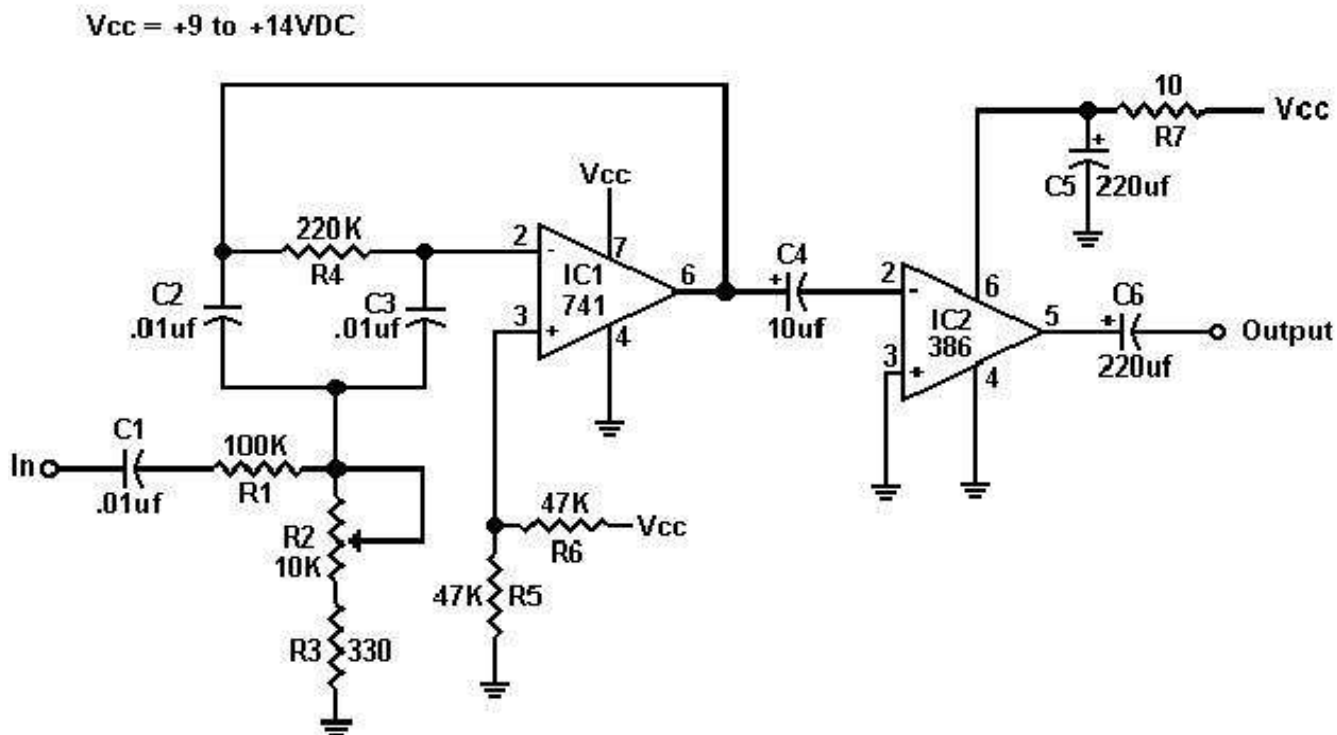 Vcc = +9 to +14VDC
10
Vcc
R7
+
C5
220uf
Vcc
220K
R4
2
-
7
IC1
741
6
3
+
4
C2
.01uf
C3
.01uf
C4
+
10uf
2
-
6
IC2
386
5
3
+
4
C6
+
220uf
Output
In
C1
.01uf
100K
R1
R2
10K
R3
330
47K
R6
Vcc
47K
R5